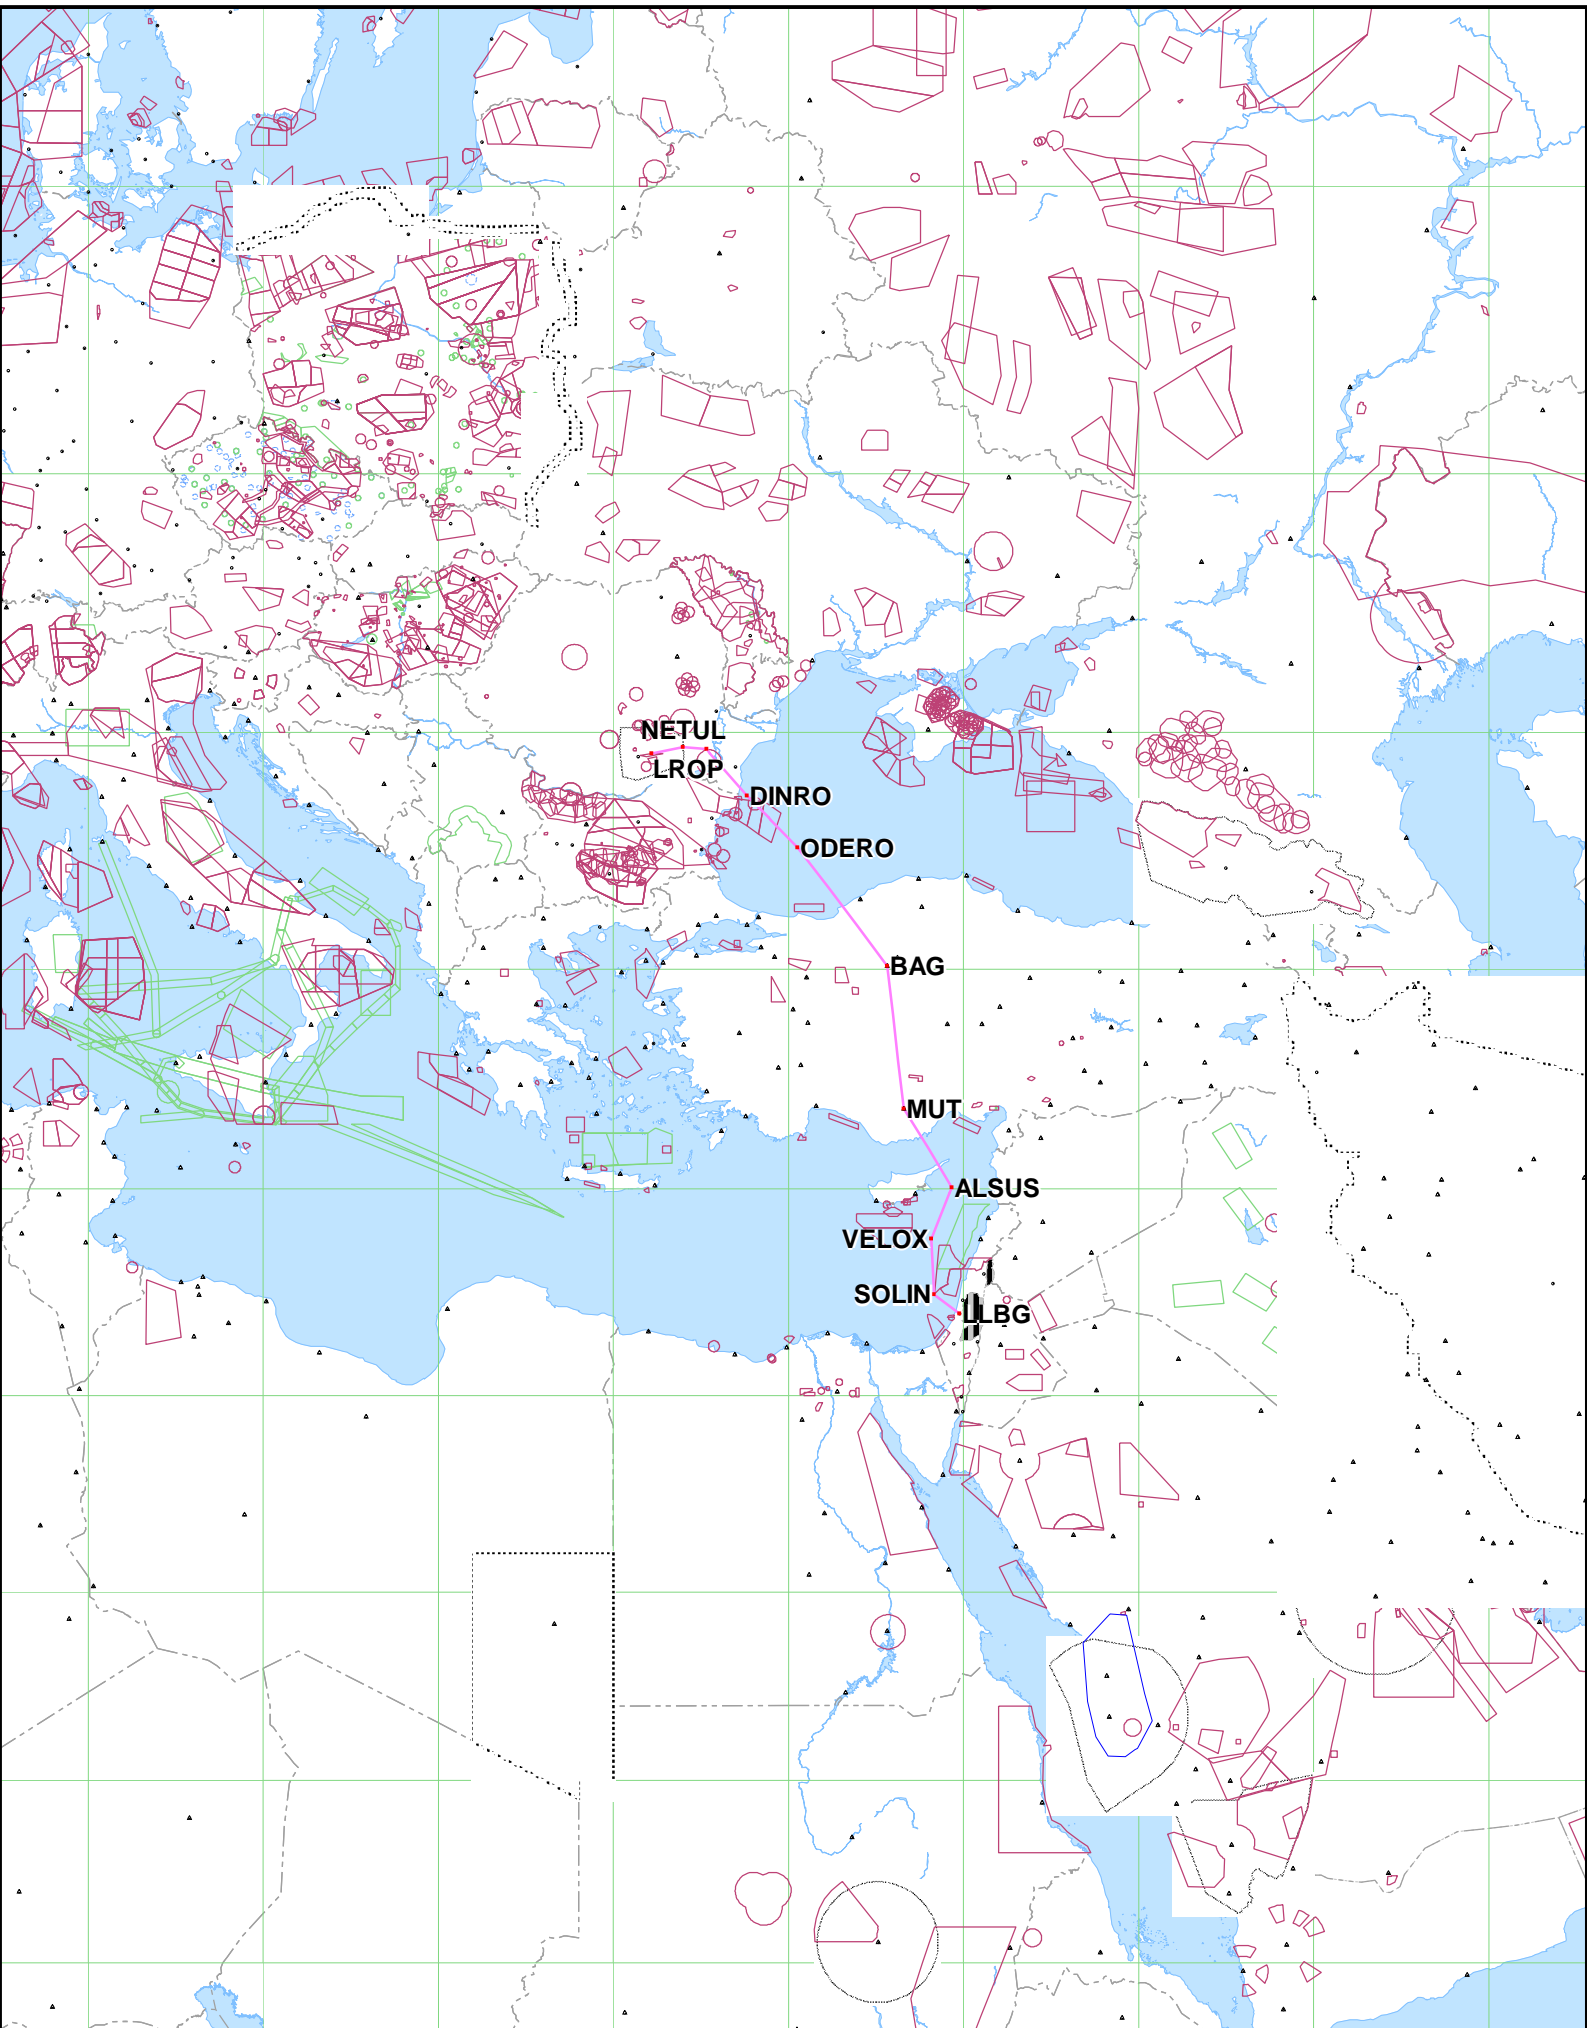 NETUL
LROP
DINRO
ODERO
BAG
MUT
ALSUS
VELOX
SOLIN
LLBG